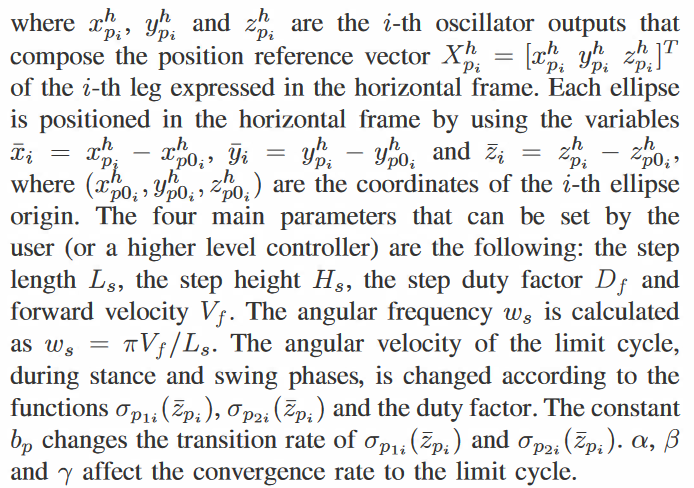 where $x^h_{p_i}$, $y^h_{p_i}$ and $z^h_{p_i}$ are the $i$-th oscillator outputs that
compose the position reference vector $X^h_{p_i} = [x^h_{p_i} \; y^h_{p_i} \; z^h_{p_i}]^T$
of the $i$-th leg expressed in the horizontal frame. Each ellipse
is positioned in the horizontal frame by using the variables
$\bar{x}_i = x^h_{p_i} - x^h_{p0_i}$, $\bar{y}_i = y^h_{p_i} - y^h_{p0_i}$ and $\bar{z}_i = z^h_{p_i} - z^h_{p0_i}$,
where $(x^h_{p0_i}, y^h_{p0_i}, z^h_{p0_i})$ are the coordinates of the $i$-th ellipse
origin. The four main parameters that can be set by the
user (or a higher level controller) are the following: the step
length $L_s$, the step height $H_s$, the step duty factor $D_f$ and
forward velocity $V_f$. The angular frequency $w_s$ is calculated
as $w_s = \pi V_f / L_s$. The angular velocity of the limit cycle,
during stance and swing phases, is changed according to the
functions $\sigma_{p_{1i}}(\bar{z}_{p_i})$, $\sigma_{p_{2i}}(\bar{z}_{p_i})$ and the duty factor. The constant
$b_p$ changes the transition rate of $\sigma_{p_{1i}}(\bar{z}_{p_i})$ and $\sigma_{p_{2i}}(\bar{z}_{p_i})$. $\alpha$, $\beta$
and $\gamma$ affect the convergence rate to the limit cycle.